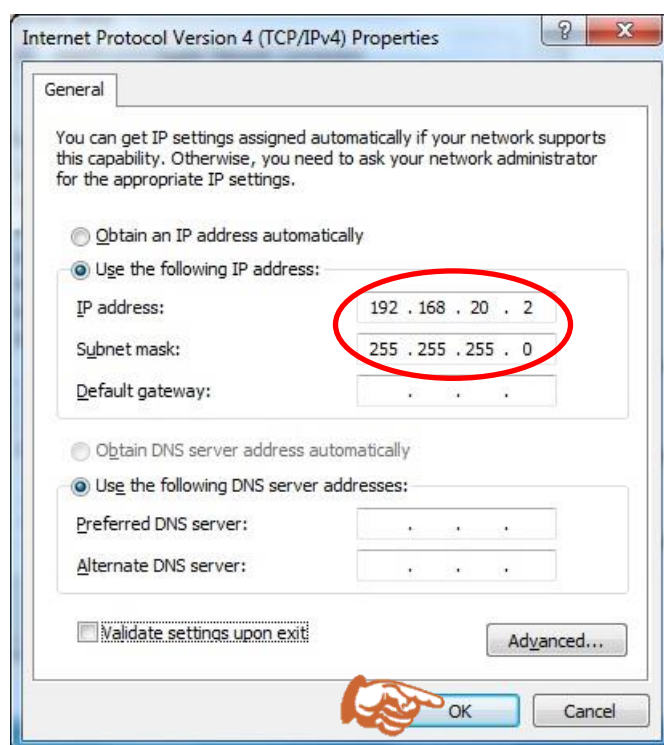 Internet Protocol Version 4 (TCP/IPv4) Properties
General
You can get IP settings assigned automatically if your network supports
this capability. Otherwise, you need to ask your network administrator
for the appropriate IP settings.
Obtain an IP address automatically
Use the following IP address:
IP address: 192 . 168 . 20 . 2
Subnet mask: 255 . 255 . 255 . 0
Default gateway: . . .
Obtain DNS server address automatically
Use the following DNS server addresses:
Preferred DNS server: . . .
Alternate DNS server: . . .
Validate settings upon exit
Advanced...
OK Cancel